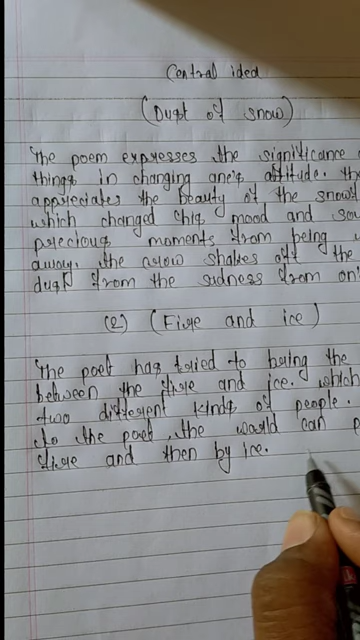 Central idea
(Dust of snow)
The poem expresses the significance
things in changing one's attitude. the
appreciates the beauty of the snow
which changed his mood and
precious moments from being
away. the crow shakes off the
dust from the sadness from
(2) (Fire and ice)
The poet has tried to bring the
between the fire and ice. which
two different kinds of people.
to the poet, the world can
fire and then by ice.